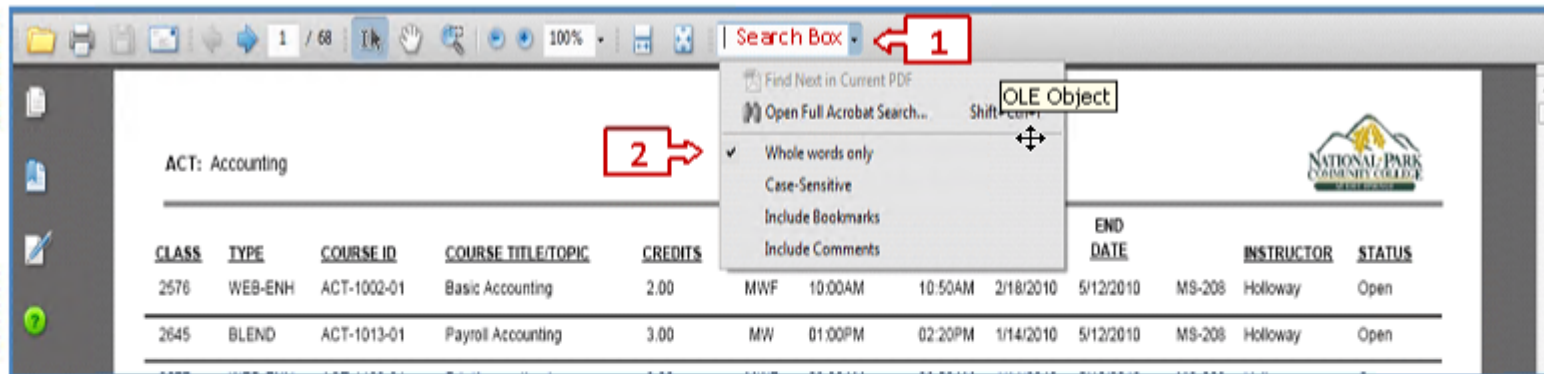 1 / 68 100% Search Box 1
Find Next in Current PDF
OLE Object
Open Full Acrobat Search...
2 Whole words only
ACT: Accounting
Case-Sensitive
NATIONAL PARK
COMMUNITY COLLEGE
Include Bookmarks
Include Comments
END
CLASS TYPE COURSE ID COURSE TITLE/TOPIC CREDITS DATE INSTRUCTOR STATUS
2576 WEB-ENH ACT-1002-01 Basic Accounting 2.00 MWF 10:00AM 10:50AM 2/18/2010 5/12/2010 MS-208 Holloway Open
2645 BLEND ACT-1013-01 Payroll Accounting 3.00 MW 01:00PM 02:20PM 1/14/2010 5/12/2010 MS-208 Holloway Open